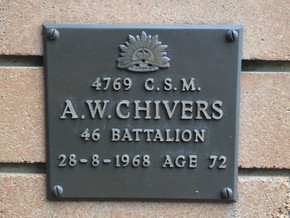 4769 C.S.M.
A.W.CHIVERS
46 BATTALION
28-8-1968 AGE 72